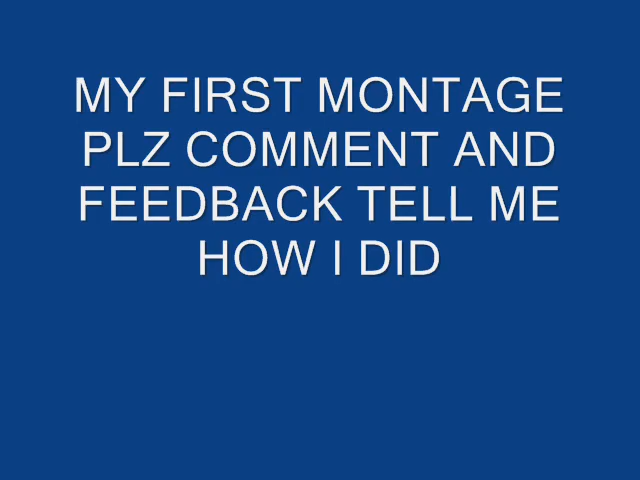 MY FIRST MONTAGE
PLZ COMMENT AND
FEEDBACK TELL ME
HOW I DID